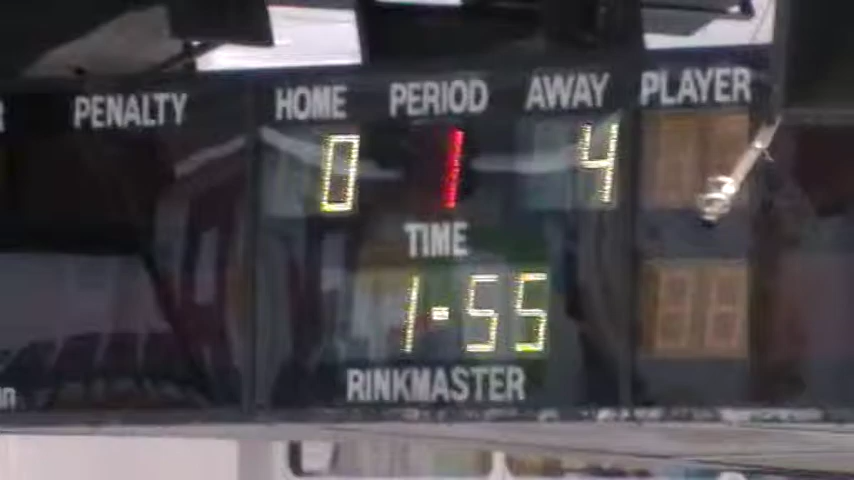 PENALTY HOME PERIOD AWAY PLAYER
0 1 4
TIME
1-55
RINKMASTER